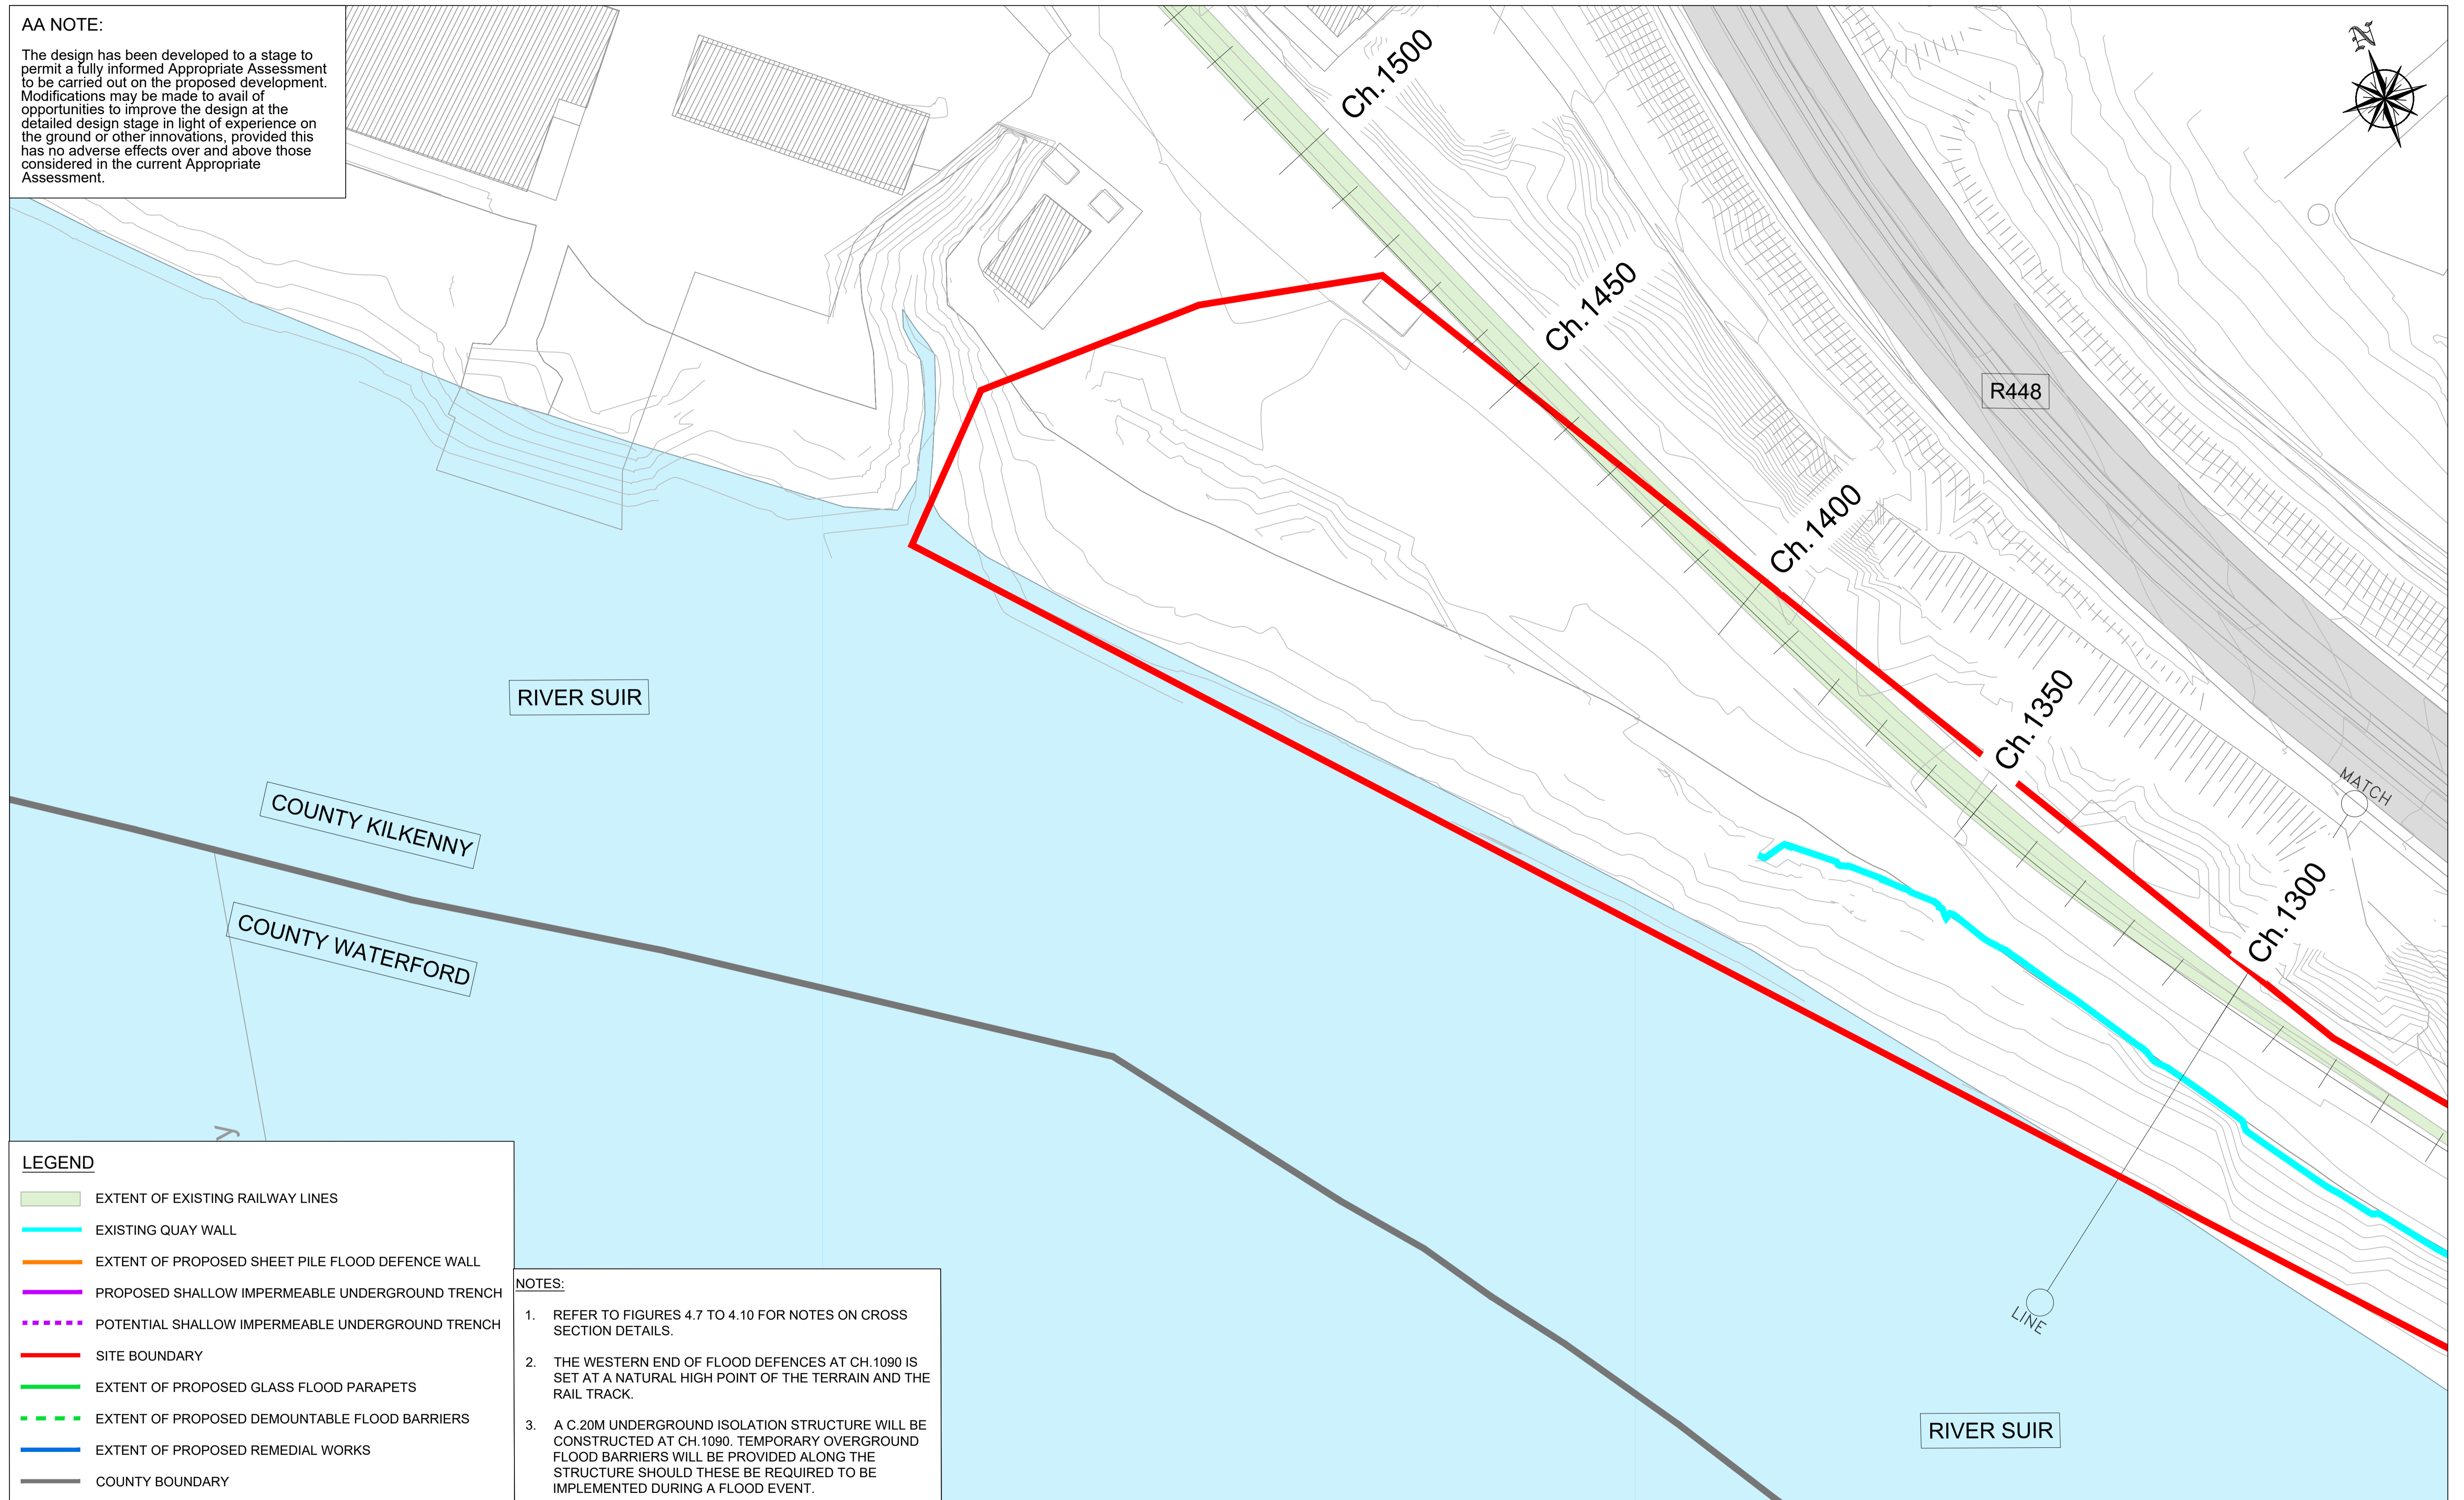 AA NOTE:
The design has been developed to a stage to
permit a fully informed Appropriate Assessment
to be carried out on the proposed development.
Modifications may be made to avail of
opportunities to improve the design at the
detailed design stage in light of experience on
the ground or other innovations, provided this
has no adverse effects over and above those
considered in the current Appropriate
Assessment.
N
Ch.1500
Ch.1450
R448
Ch.1400
Ch.1350
MATCH
Ch.1300
RIVER SUIR
COUNTY KILKENNY
COUNTY WATERFORD
y
LINE
RIVER SUIR
LEGEND
EXTENT OF EXISTING RAILWAY LINES
EXISTING QUAY WALL
EXTENT OF PROPOSED SHEET PILE FLOOD DEFENCE WALL
PROPOSED SHALLOW IMPERMEABLE UNDERGROUND TRENCH
POTENTIAL SHALLOW IMPERMEABLE UNDERGROUND TRENCH
SITE BOUNDARY
EXTENT OF PROPOSED GLASS FLOOD PARAPETS
EXTENT OF PROPOSED DEMOUNTABLE FLOOD BARRIERS
EXTENT OF PROPOSED REMEDIAL WORKS
COUNTY BOUNDARY
NOTES:
1. REFER TO FIGURES 4.7 TO 4.10 FOR NOTES ON CROSS
SECTION DETAILS.
2. THE WESTERN END OF FLOOD DEFENCES AT CH.1090 IS
SET AT A NATURAL HIGH POINT OF THE TERRAIN AND THE
RAIL TRACK.
3. A C.20M UNDERGROUND ISOLATION STRUCTURE WILL BE
CONSTRUCTED AT CH.1090. TEMPORARY OVERGROUND
FLOOD BARRIERS WILL BE PROVIDED ALONG THE
STRUCTURE SHOULD THESE BE REQUIRED TO BE
IMPLEMENTED DURING A FLOOD EVENT.